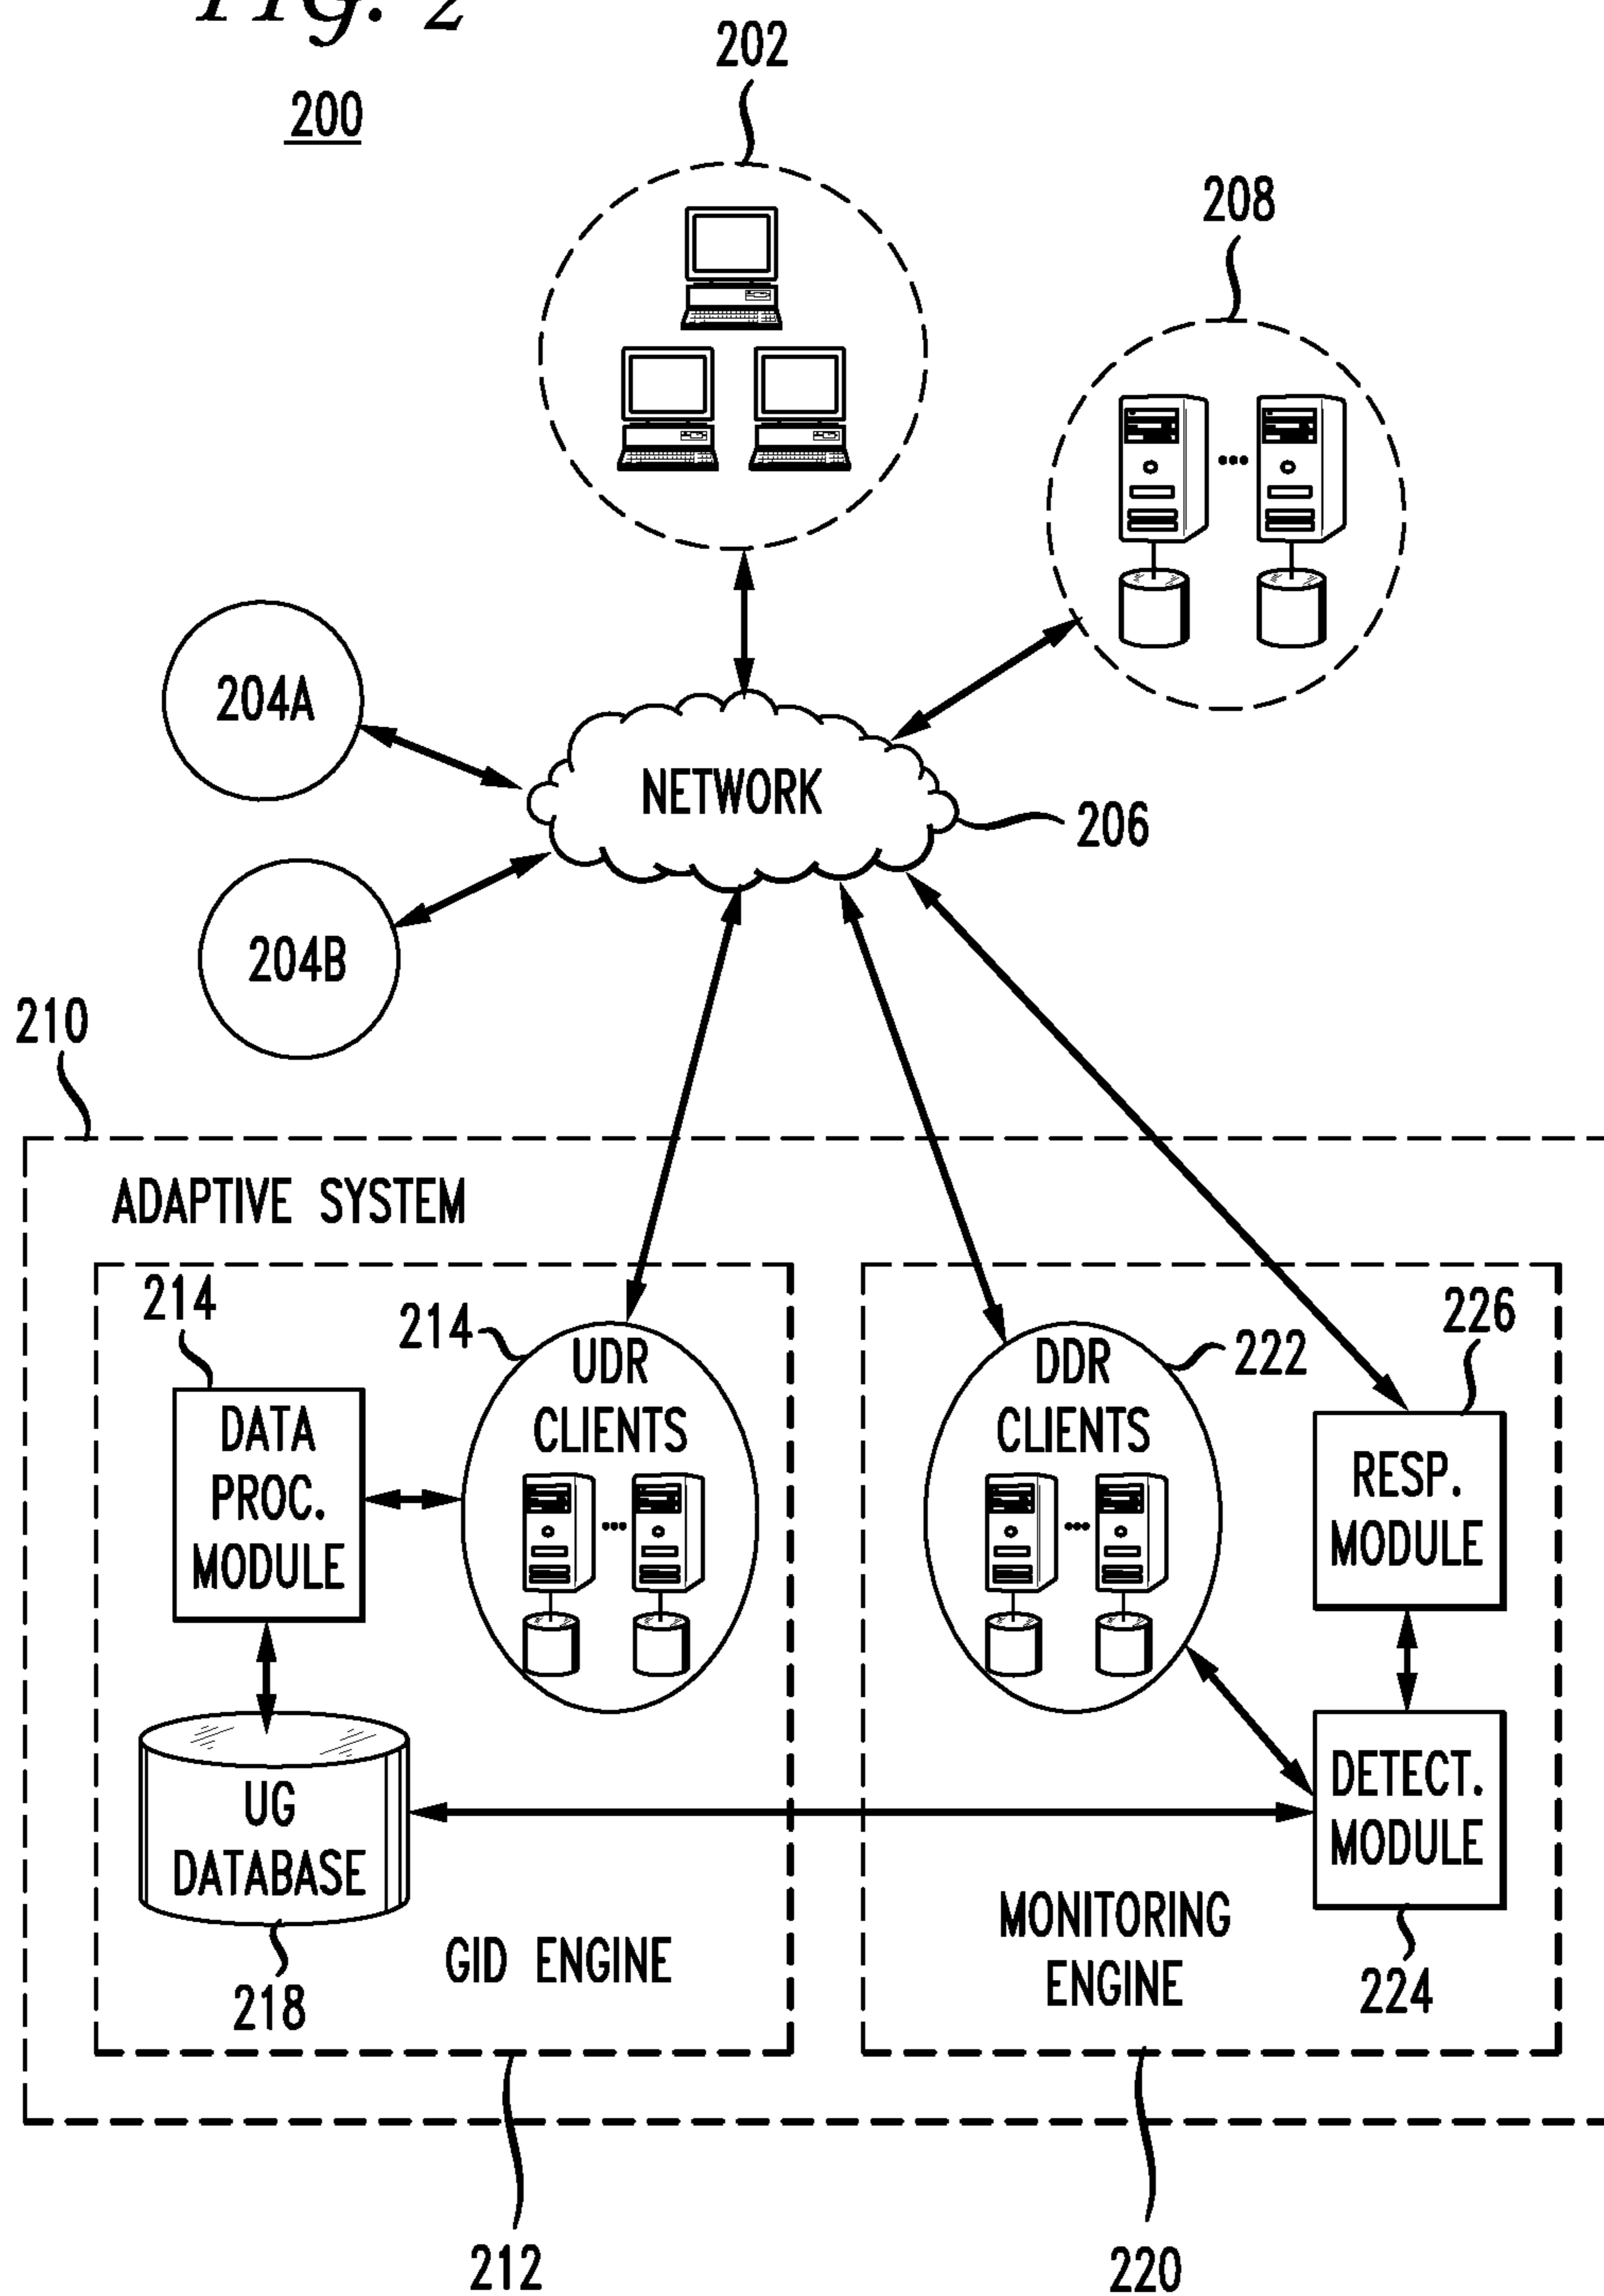 FIG. 2
200
202
208
204A
NETWORK
206
204B
210
ADAPTIVE SYSTEM
214
DATA
PROC.
MODULE
214
UDR
CLIENTS
DDR
CLIENTS
222
226
RESP.
MODULE
UG
DATABASE
218
GID ENGINE
DETECT.
MODULE
224
MONITORING
ENGINE
212
220